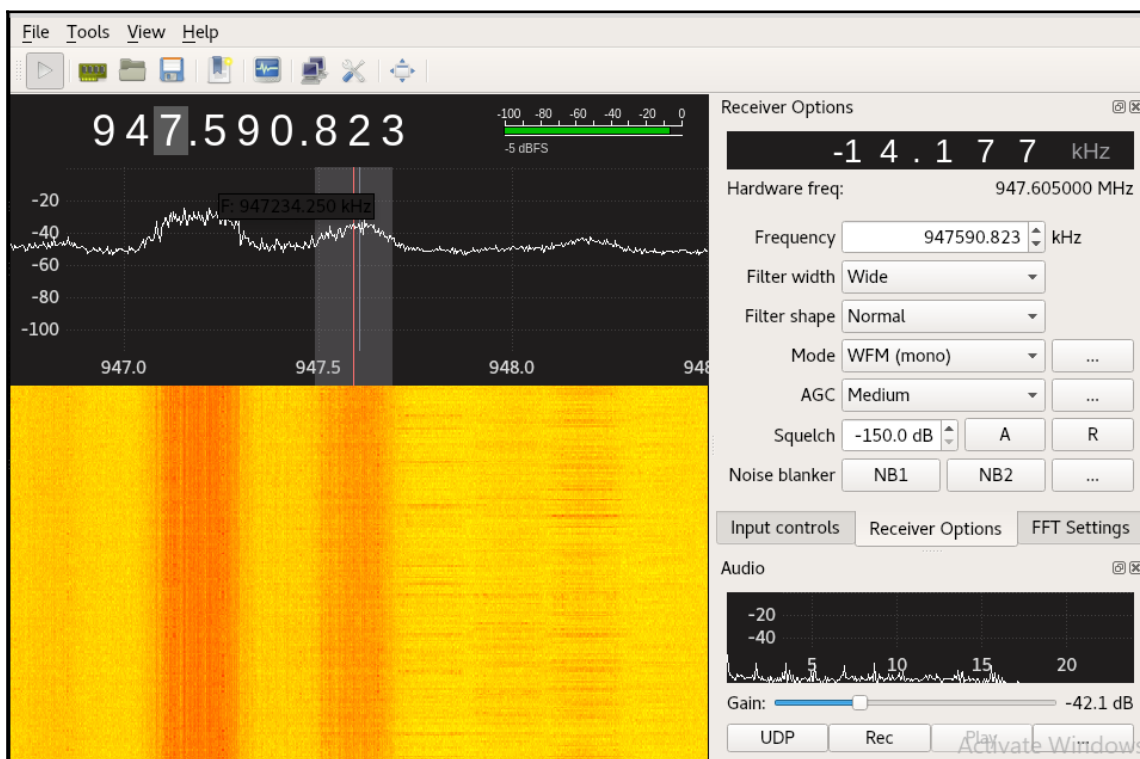 File Tools View Help
947.590.823
-100 -80 -60 -40 -20 0
-5 dBFS
F: 947234.250 kHz
-20
-40
-60
-80
-100
947.0 947.5 948.0 948
Receiver Options
-14.177 kHz
Hardware freq: 947.605000 MHz
Frequency 947590.823 kHz
Filter width Wide
Filter shape Normal
Mode WFM (mono) ...
AGC Medium ...
Squelch -150.0 dB A R
Noise blanker NB1 NB2 ...
Input controls Receiver Options FFT Settings
Audio
-20
-40
5 10 15 20
Gain: -42.1 dB
UDP Rec Play ...
Activate Windows